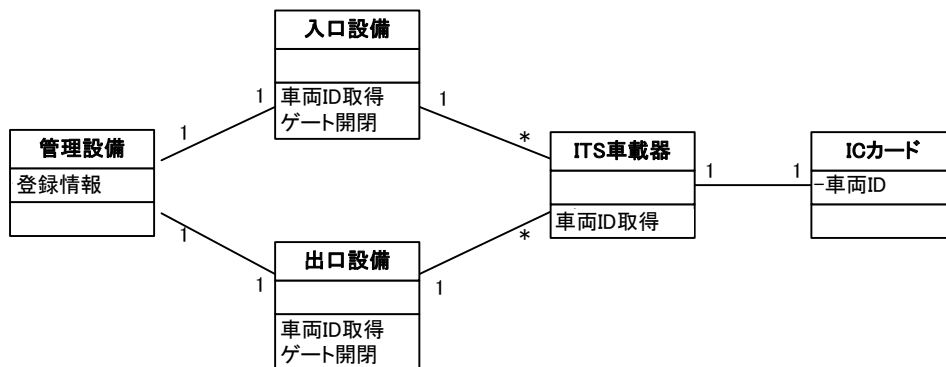 入口設備
車両ID取得
ゲート開閉
1
1
1
*
管理設備
登録情報
ITS車載器
車両ID取得
1
1
ICカード
-車両ID
1
1
1
*
出口設備
車両ID取得
ゲート開閉